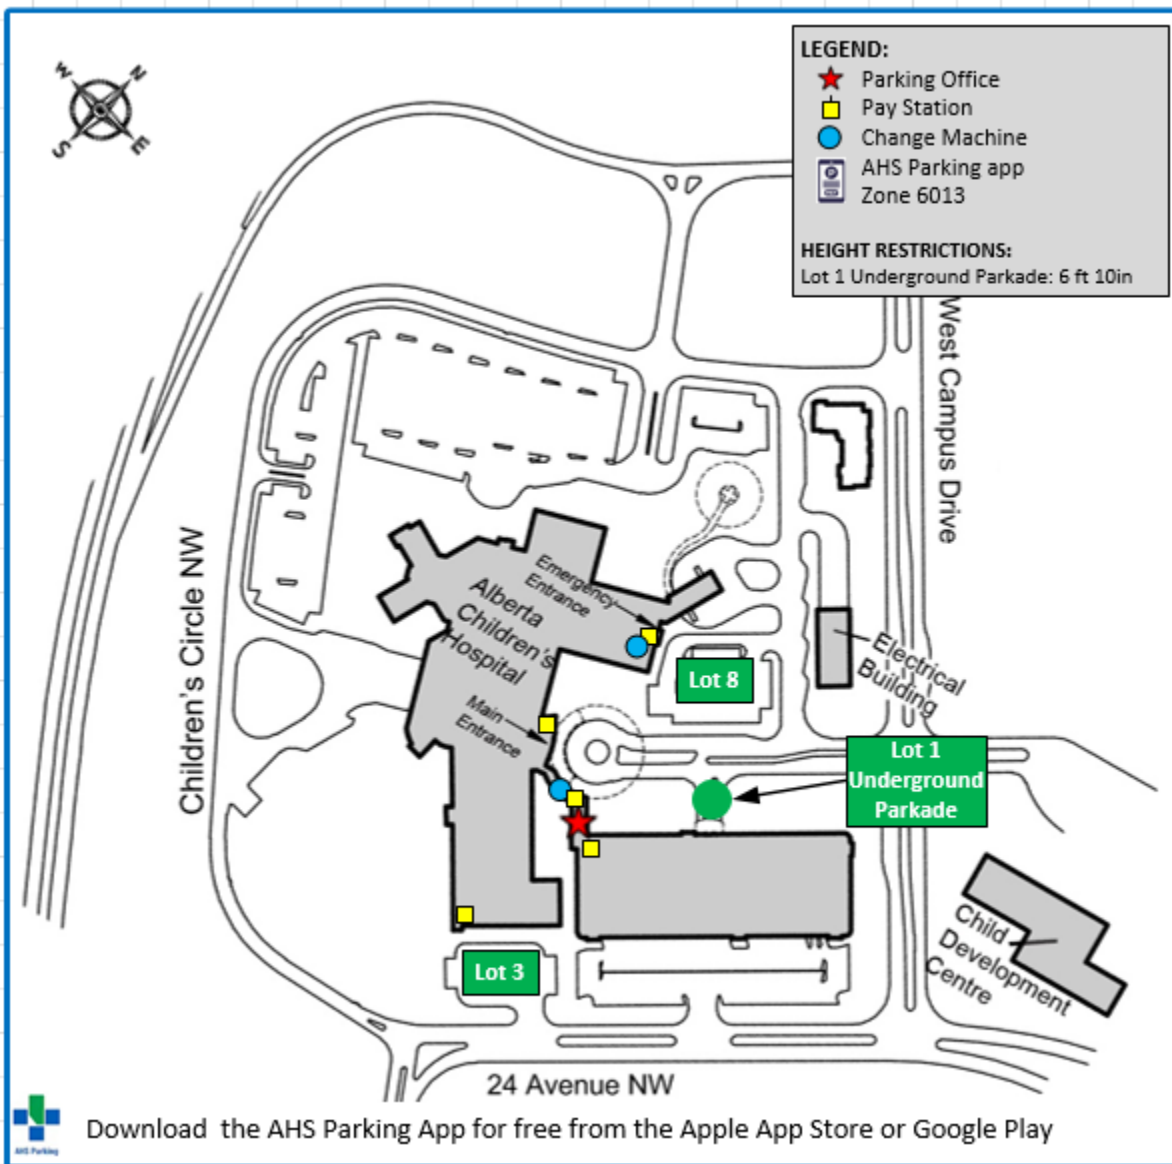 W
N
S
E
LEGEND:
Parking Office
Pay Station
Change Machine
P
AHS Parking app
Zone 6013
HEIGHT RESTRICTIONS:
Lot 1 Underground Parkade: 6 ft 10in
West Campus Drive
Children's Circle NW
Emergency
Entrance
Alberta
Children's
Hospital
Main
Entrance
Lot 8
Electrical
Building
Lot 1
Underground
Parkade
Child
Development
Centre
Lot 3
24 Avenue NW
AHS Parking
Download the AHS Parking App for free from the Apple App Store or Google Play